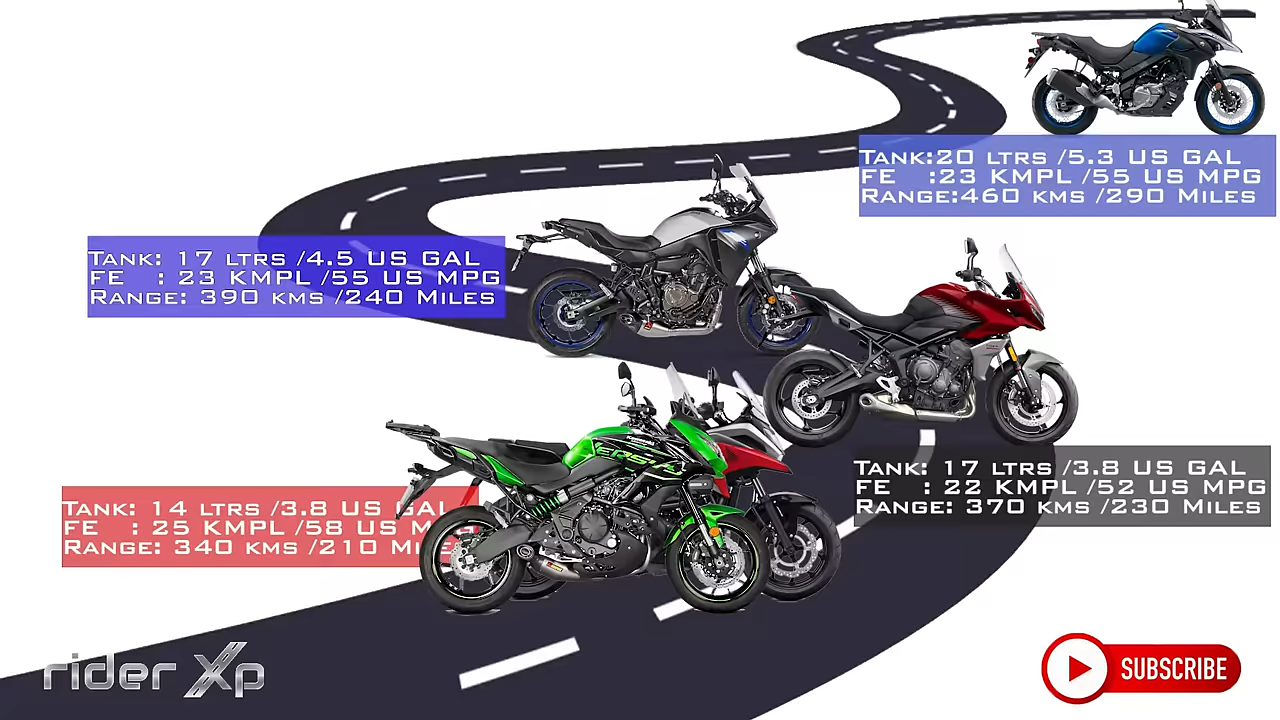 Tank:20 ltrs /5.3 US GAL
FE :23 KMPL /55 US MPG
Range:460 kms /290 Miles
Tank: 17 ltrs /4.5 US GAL
FE : 23 KMPL /55 US MPG
Range: 390 kms /240 Miles
Tank: 17 ltrs /3.8 US GAL
FE : 22 KMPL /52 US MPG
Range: 370 kms /230 Miles
Tank: 14 ltrs /3.8 US GAL
FE : 25 KMPL /58 US MPG
Range: 340 kms /210 Miles
rider Xp
SUBSCRIBE